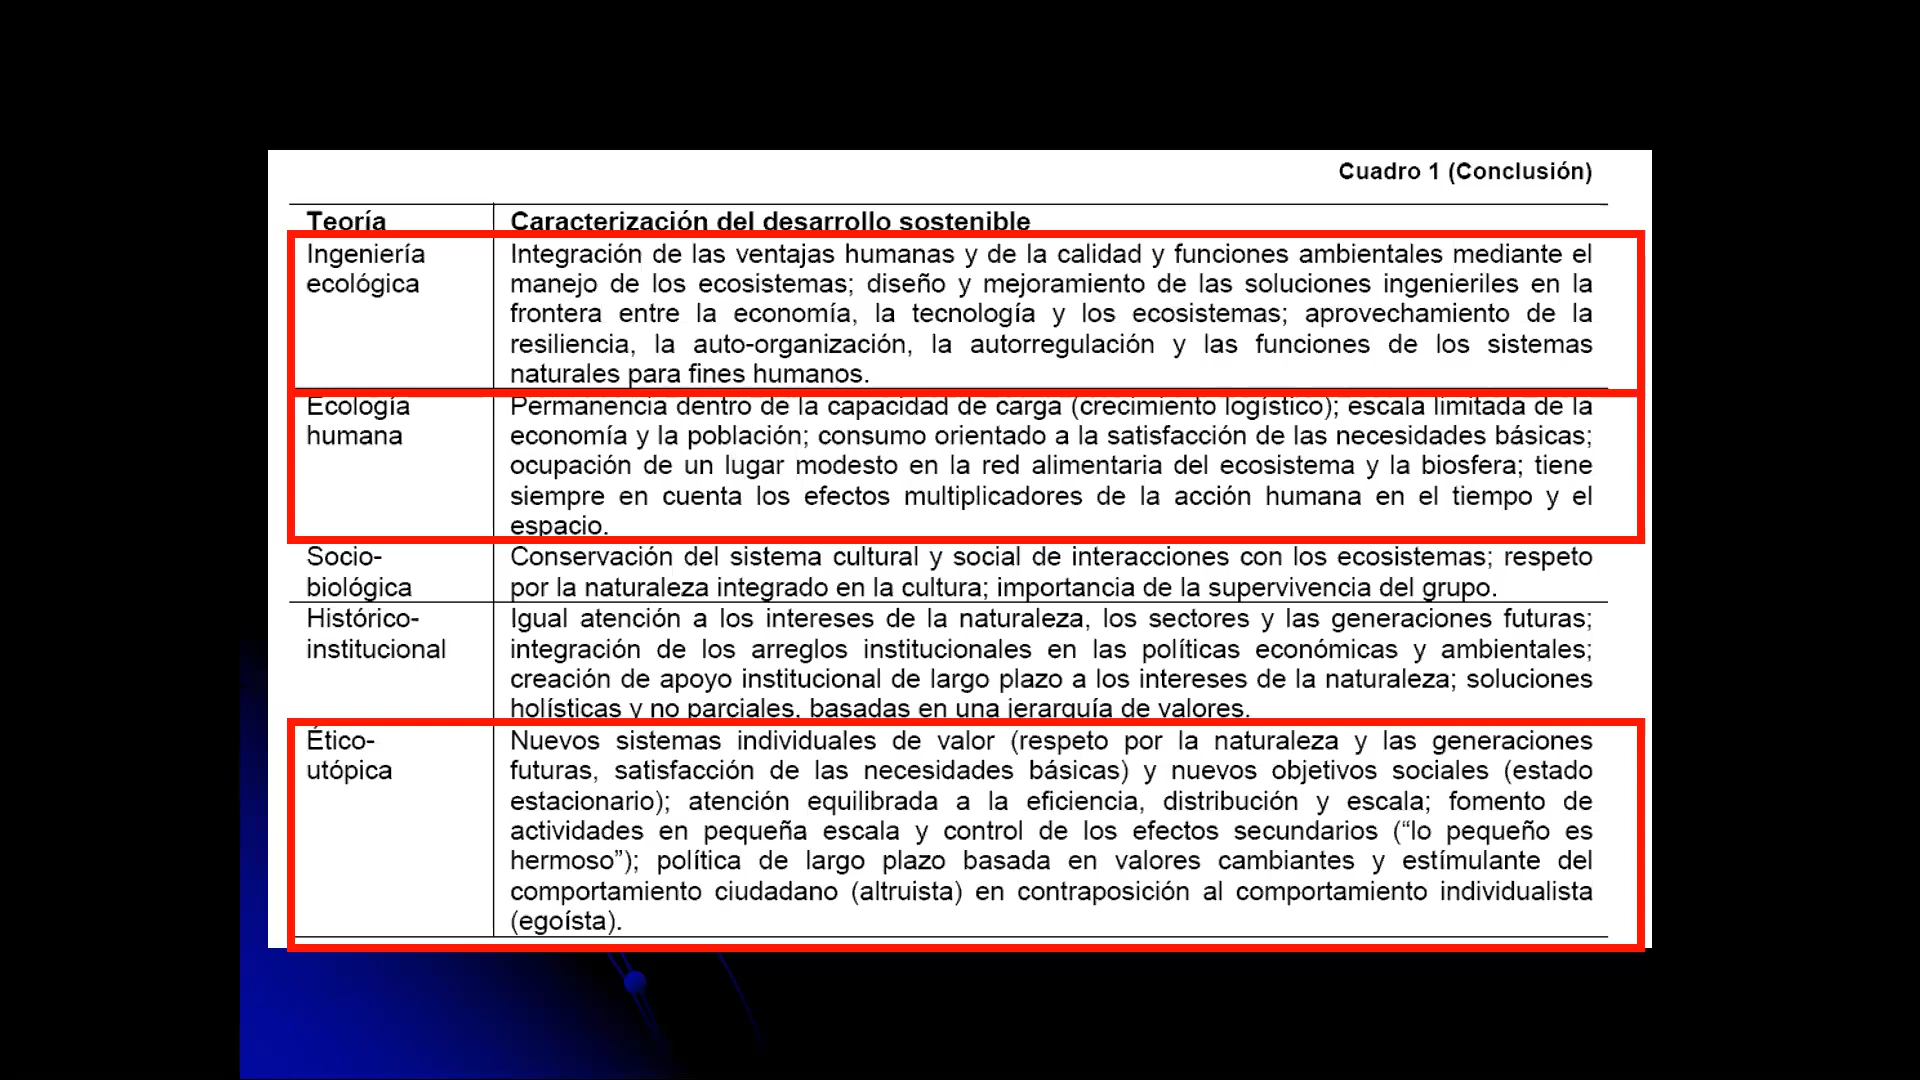 Cuadro 1 (Conclusión)
Teoría
Caracterización del desarrollo sostenible
Ingeniería
ecológica
Integración de las ventajas humanas y de la calidad y funciones ambientales mediante el
manejo de los ecosistemas; diseño y mejoramiento de las soluciones ingenieriles en la
frontera entre la economía, la tecnología y los ecosistemas; aprovechamiento de la
resiliencia, la auto-organización, la autorregulación y las funciones de los sistemas
naturales para fines humanos.
Ecología
humana
Permanencia dentro de la capacidad de carga (crecimiento logístico); escala limitada de la
economía y la población; consumo orientado a la satisfacción de las necesidades básicas;
ocupación de un lugar modesto en la red alimentaria del ecosistema y la biosfera; tiene
siempre en cuenta los efectos multiplicadores de la acción humana en el tiempo y el
espacio.
Socio-
biológica
Conservación del sistema cultural y social de interacciones con los ecosistemas; respeto
por la naturaleza integrado en la cultura; importancia de la supervivencia del grupo.
Histórico-
institucional
Igual atención a los intereses de la naturaleza, los sectores y las generaciones futuras;
integración de los arreglos institucionales en las políticas económicas y ambientales;
creación de apoyo institucional de largo plazo a los intereses de la naturaleza; soluciones
holísticas y no parciales, basadas en una jerarquía de valores.
Ético-
utópica
Nuevos sistemas individuales de valor (respeto por la naturaleza y las generaciones
futuras, satisfacción de las necesidades básicas) y nuevos objetivos sociales (estado
estacionario); atención equilibrada a la eficiencia, distribución y escala; fomento de
actividades en pequeña escala y control de los efectos secundarios (“lo pequeño es
hermoso”); política de largo plazo basada en valores cambiantes y estímulante del
comportamiento ciudadano (altruista) en contraposición al comportamiento individualista
(egoísta).